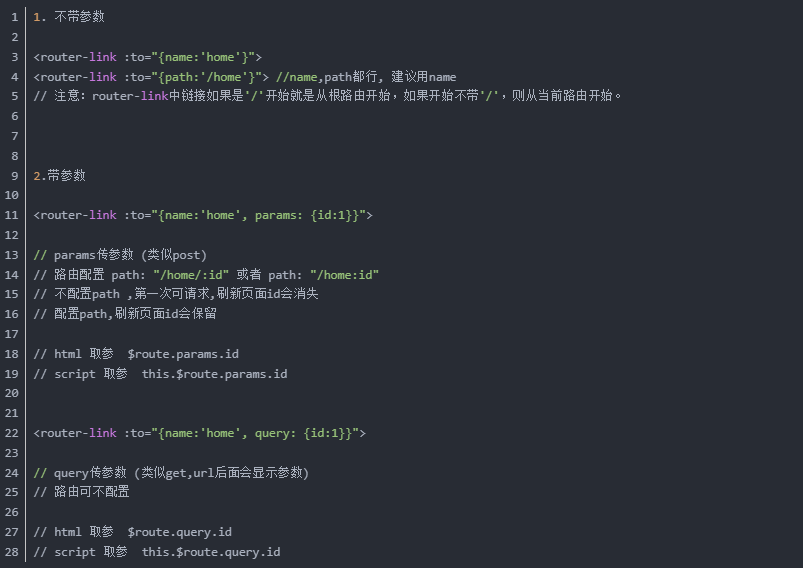 1 1. 不带参数
2
3 <router-link :to="{name:'home'}">
4 <router-link :to="{path:'/home'}"> //name,path都行, 建议用name
5 // 注意：router-link中链接如果是'/'开始就是从根路由开始，如果开始不带'/'，则从当前路由开始。
6
7
8
9 2.带参数
10
11 <router-link :to="{name:'home', params: {id:1}}">
12
13 // params传参数 (类似post)
14 // 路由配置 path: "/home/:id" 或者 path: "/home:id"
15 // 不配置path ,第一次可请求,刷新页面id会消失
16 // 配置path,刷新页面id会保留
17
18 // html 取参  $route.params.id
19 // script 取参  this.$route.params.id
20
21
22 <router-link :to="{name:'home', query: {id:1}}">
23
24 // query传参数 (类似get,url后面会显示参数)
25 // 路由可不配置
26
27 // html 取参  $route.query.id
28 // script 取参  this.$route.query.id